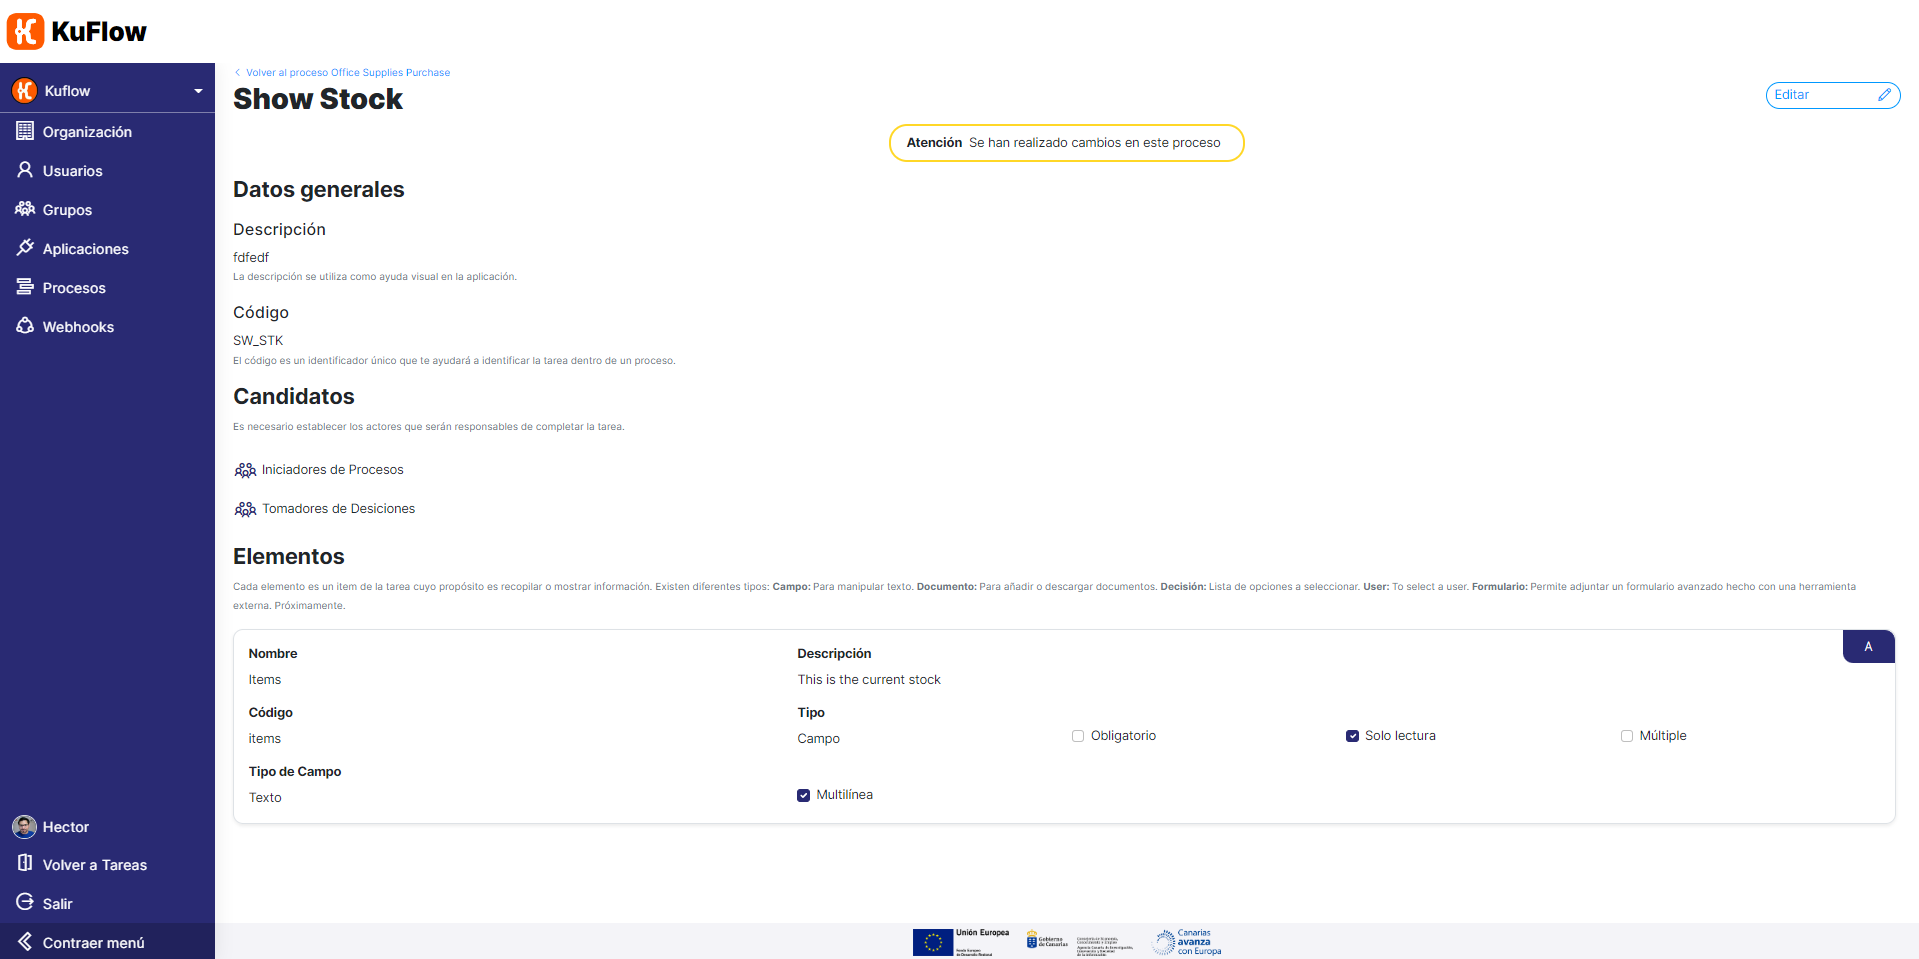 KuFlow
Kuflow
Organización
Usuarios
Grupos
Aplicaciones
Procesos
Webhooks
Hector
Volver a Tareas
Salir
Contraer menú
Volver al proceso Office Supplies Purchase
Show Stock
Editar
Atención Se han realizado cambios en este proceso
Datos generales
Descripción
fdfedf
La descripción se utiliza como ayuda visual en la aplicación.
Código
SW_STK
El código es un identificador único que te ayudará a identificar la tarea dentro de un proceso.
Candidatos
Es necesario establecer los actores que serán responsables de completar la tarea.
Iniciadores de Procesos
Tomadores de Desiciones
Elementos
Cada elemento es un item de la tarea cuyo propósito es recopilar o mostrar información. Existen diferentes tipos: Campo: Para manipular texto. Documento: Para añadir o descargar documentos. Decisión: Lista de opciones a seleccionar. User: To select a user. Formulario: Permite adjuntar un formulario avanzado hecho con una herramienta
externa. Próximamente.
A
Nombre
Items
Descripción
This is the current stock
Código
items
Tipo
Campo
Obligatorio
Solo lectura
Múltiple
Tipo de Campo
Texto
Multilínea
Unión Europea
Gobierno
de Canarias
Canarias
avanza
con Europa